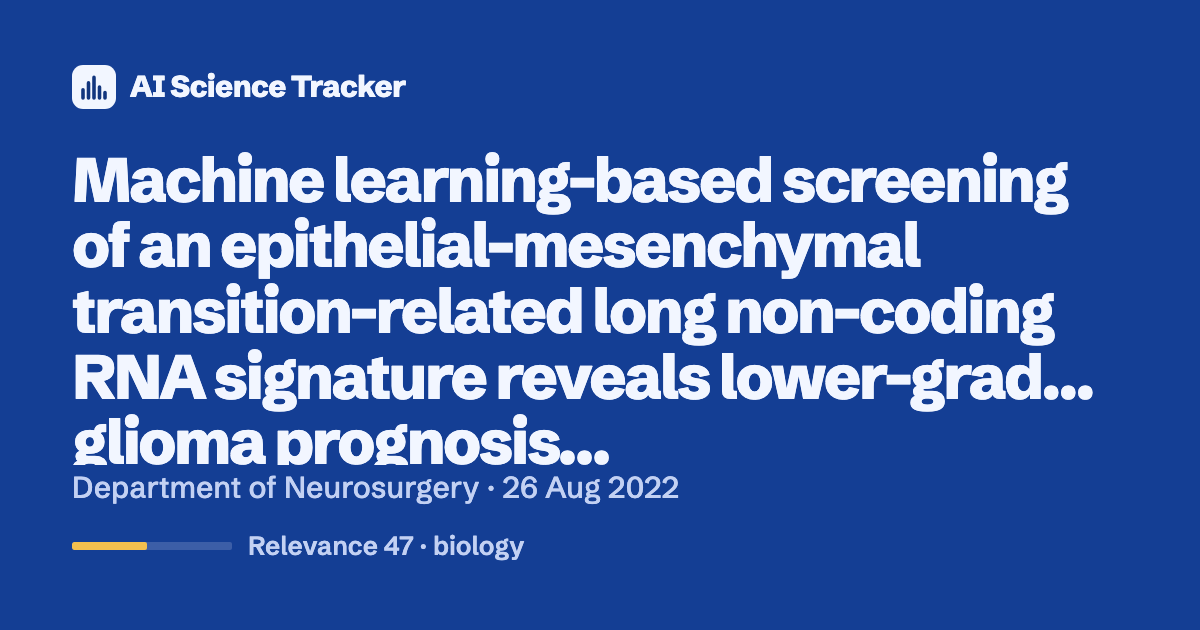 AI Science Tracker
Machine learning-based screening
of an epithelial-mesenchymal
transition-related long non-coding
RNA signature reveals lower-grad...
glioma prognosis...
Department of Neurosurgery · 26 Aug 2022
Relevance 47 · biology